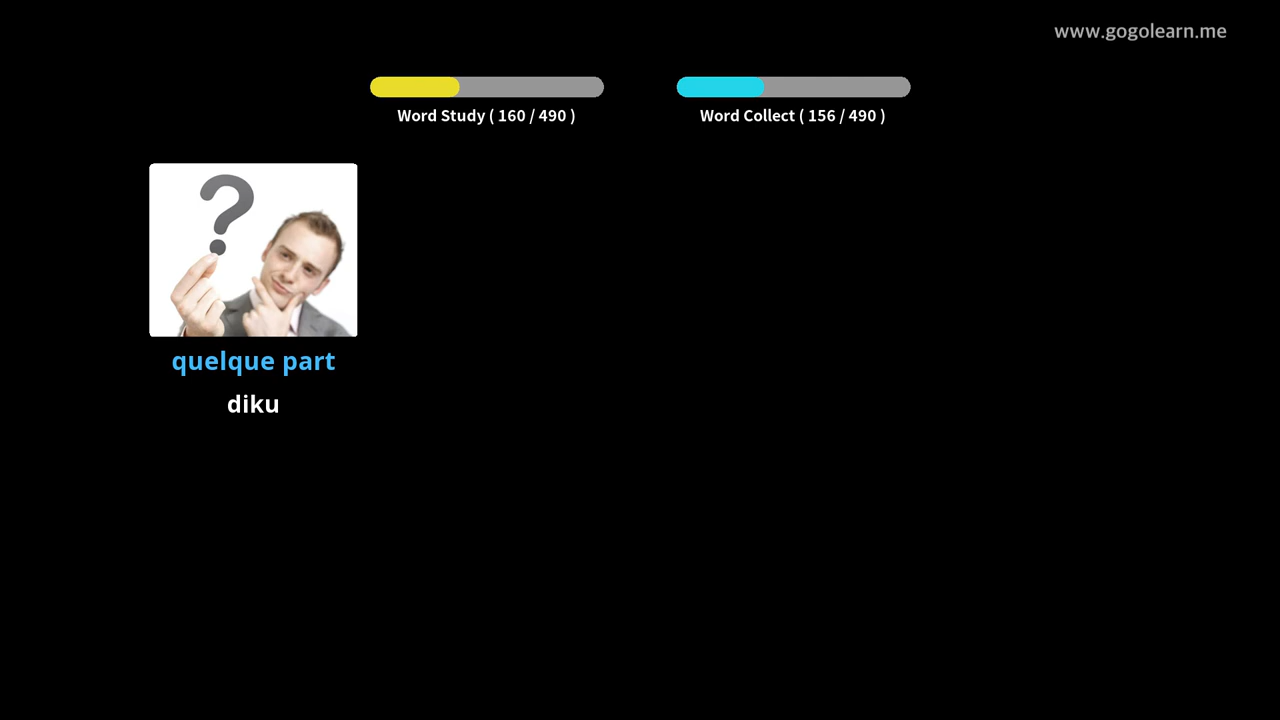 www.gogolearn.me
Word Study ( 160 / 490 )
Word Collect ( 156 / 490 )
?
quelque part
diku